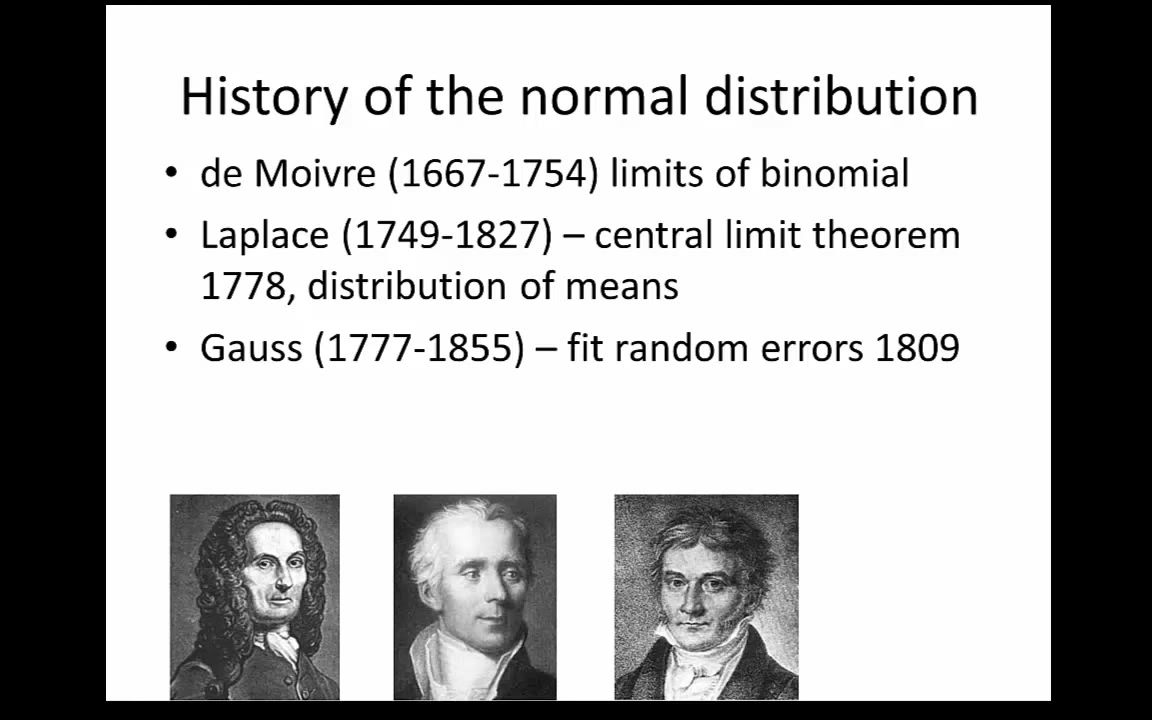 History of the normal distribution
• de Moivre (1667-1754) limits of binomial
• Laplace (1749-1827) – central limit theorem
1778, distribution of means
• Gauss (1777-1855) – fit random errors 1809